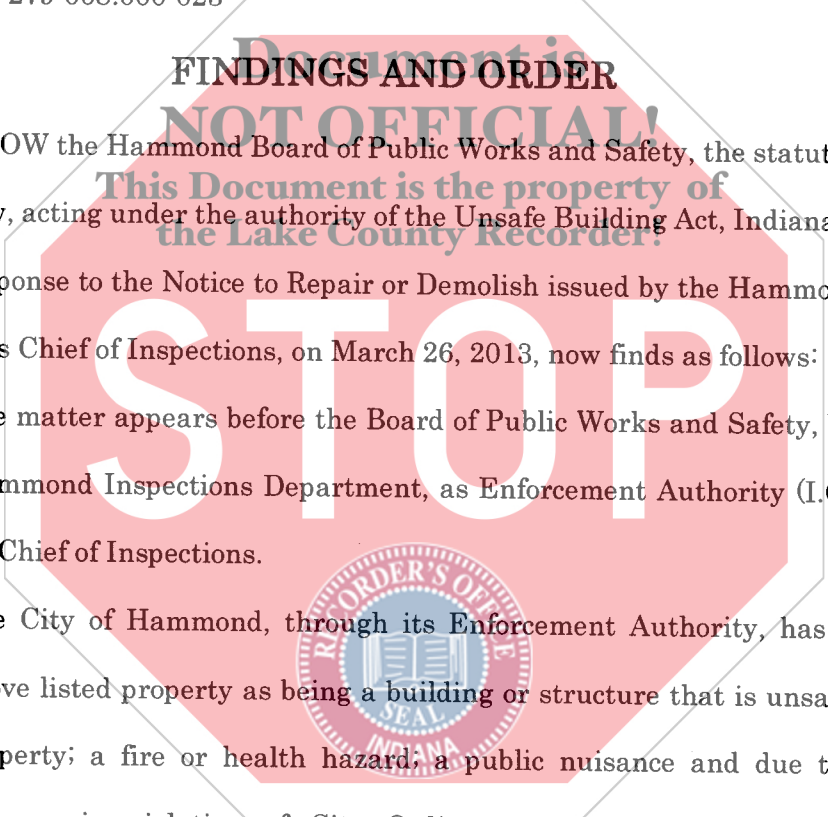 FINDINGS AND ORDER
Document is
NOT OFFICIAL!
This Document is the property of
the Lake County Recorder!
OW the Hammond Board of Public Works and Safety, the statut
, acting under the authority of the Unsafe Building Act, Indiana
ponse to the Notice to Repair or Demolish issued by the Hammo
s Chief of Inspections, on March 26, 2013, now finds as follows:
e matter appears before the Board of Public Works and Safety,
mmond Inspections Department, as Enforcement Authority (I.
Chief of Inspections.
e City of Hammond, through its Enforcement Authority, has
ve listed property as being a building or structure that is unsa
perty; a fire or health hazard; a public nuisance and due t
STOP
RECORDER'S OFFICE
SEAL
INDIANA